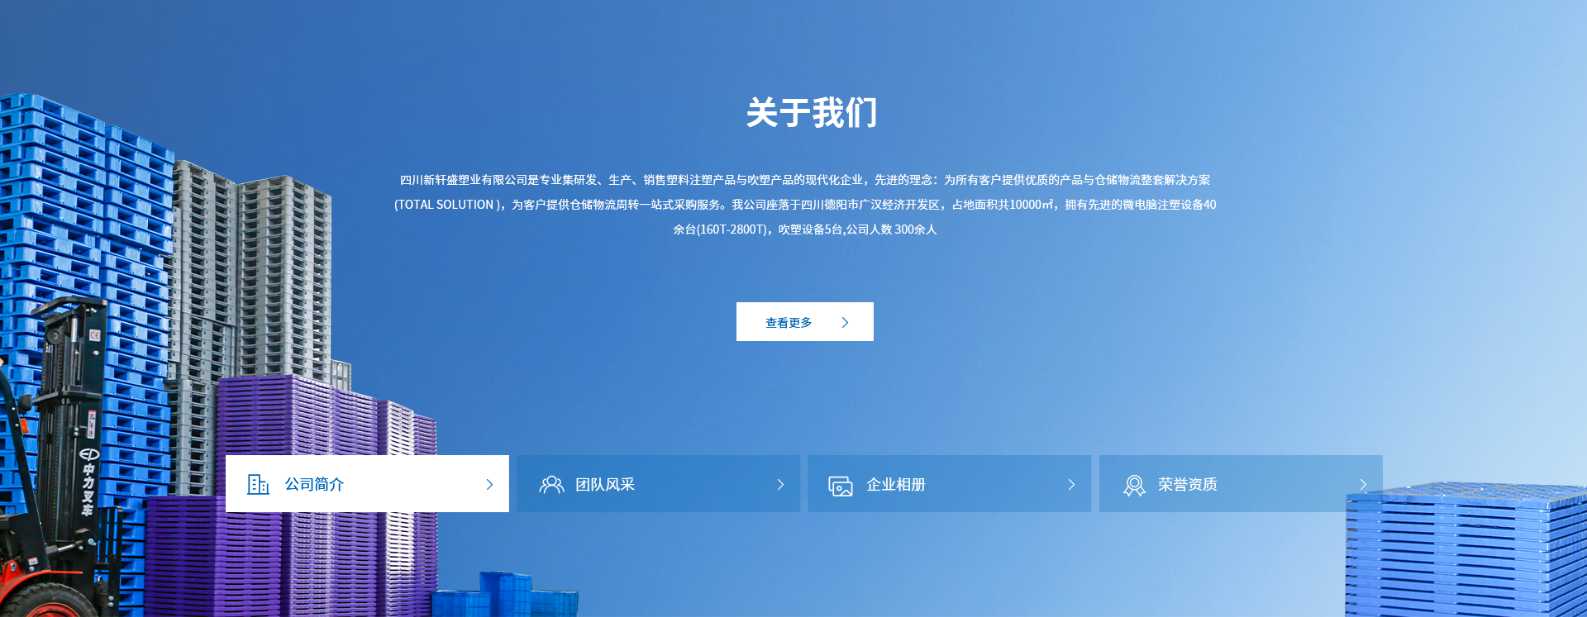 关于我们
四川新轩盛塑业有限公司是专业集研发、生产、销售塑料注塑产品与吹塑产品的现代化企业，先进的理念：为所有客户提供优质的产品与仓储物流整套解决方案
(TOTAL SOLUTION )，为客户提供仓储物流周转一站式采购服务。我公司座落于四川德阳市广汉经济开发区，占地面积共10000㎡，拥有先进的微电脑注塑设备40
余台(160T-2800T)，吹塑设备5台,公司人数 300余人
查看更多
中力叉车
公司简介
团队风采
企业相册
荣誉资质